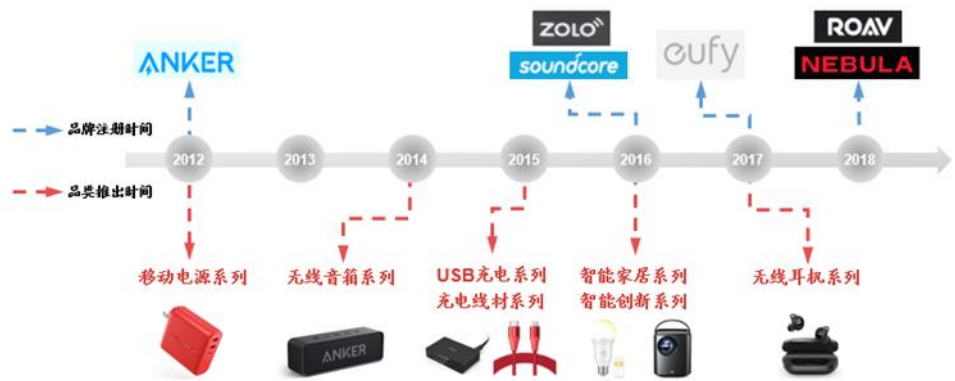 ZOLO
ROAV
ANKER
soundcore
eufy
NEBULA
品牌注册时间
2012
2013
2014
2015
2016
2017
2018
品类推出时间
移动电源系列
无线音箱系列
USB充电系列
充电线材系列
智能家居系列
智能创新系列
无线耳机系列
ANKER